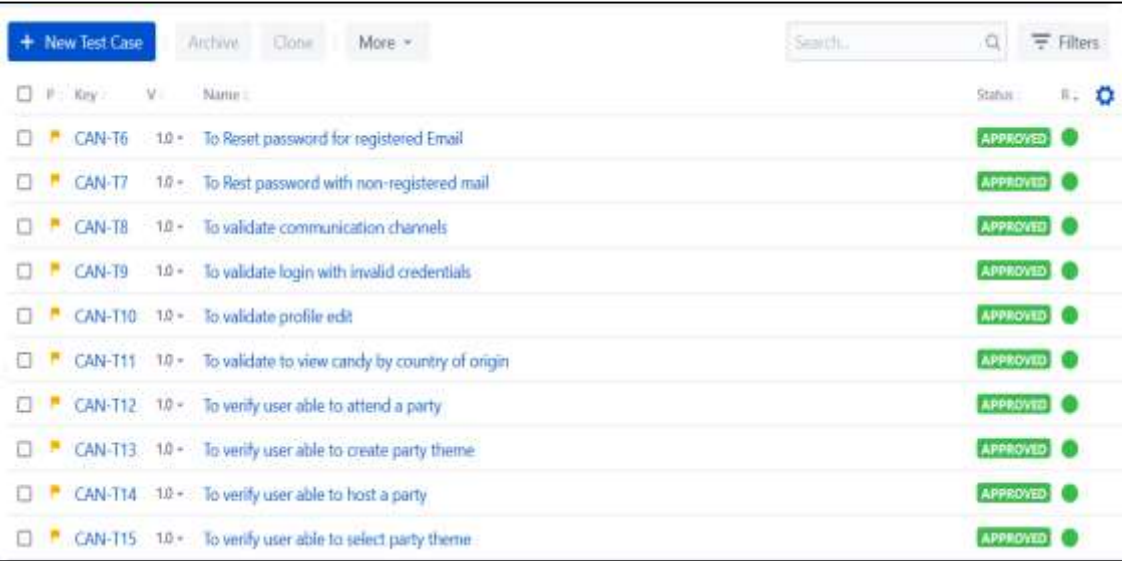 + New Test Case Archive Clone More Search... Filters
P Key V Name Status R
CAN-T6 1.0 To Reset password for registered Email APPROVED
CAN-T7 1.0 To Rest password with non-registered mail APPROVED
CAN-T8 1.0 To validate communication channels APPROVED
CAN-T9 1.0 To validate login with invalid credentials APPROVED
CAN-T10 1.0 To validate profile edit APPROVED
CAN-T11 1.0 To validate to view candy by country of origin APPROVED
CAN-T12 1.0 To verify user able to attend a party APPROVED
CAN-T13 1.0 To verify user able to create party theme APPROVED
CAN-T14 1.0 To verify user able to host a party APPROVED
CAN-T15 1.0 To verify user able to select party theme APPROVED